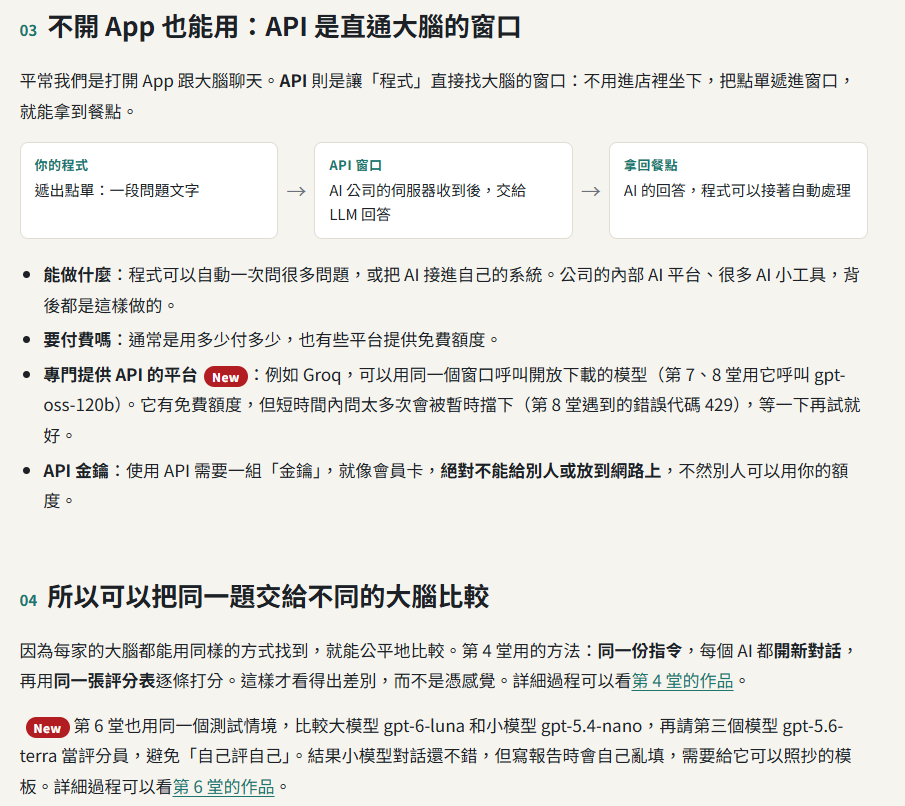 03 不開 App 也能用：API 是直通大腦的窗口
平常我們是打開 App 跟大腦聊天。API 則是讓「程式」直接找大腦的窗口：不用進店裡坐下，把點單遞進窗口，
就能拿到餐點。
你的程式
遞出點單：一段問題文字
→
API 窗口
AI 公司的伺服器收到後，交給
LLM 回答
→
拿回餐點
AI 的回答，程式可以接著自動處理
• 能做什麼：程式可以自動一次問很多問題，或把 AI 接進自己的系統。公司的內部 AI 平台、很多 AI 小工具，背
後都是這樣做的。
• 要付費嗎：通常是用多少付多少，也有些平台提供免費額度。
• 專門提供 API 的平台 New：例如 Groq，可以用同一個窗口呼叫開放下載的模型（第 7、8 堂用它呼叫 gpt-
oss-120b）。它有免費額度，但短時間內問太多次會被暫時擋下（第 8 堂遇到的錯誤代碼 429），等一下再試就
好。
• API 金鑰：使用 API 需要一組「金鑰」，就像會員卡，絕對不能給別人或放到網路上，不然別人可以用你的額
度。
04 所以可以把同一題交給不同的大腦比較
因為每家的大腦都能用同樣的方式找到，就能公平地比較。第 4 堂用的方法：同一份指令，每個 AI 都開新對話，
再用同一張評分表逐條打分。這樣才看得出差別，而不是憑感覺。詳細過程可以看第 4 堂的作品。
New 第 6 堂也用同一個測試情境，比較大模型 gpt-6-luna 和小模型 gpt-5.4-nano，再請第三個模型 gpt-5.6-
terra 當評分員，避免「自己評自己」。結果小模型對話還不錯，但寫報告時會自己亂填，需要給它可以照抄的模
板。詳細過程可以看第 6 堂的作品。